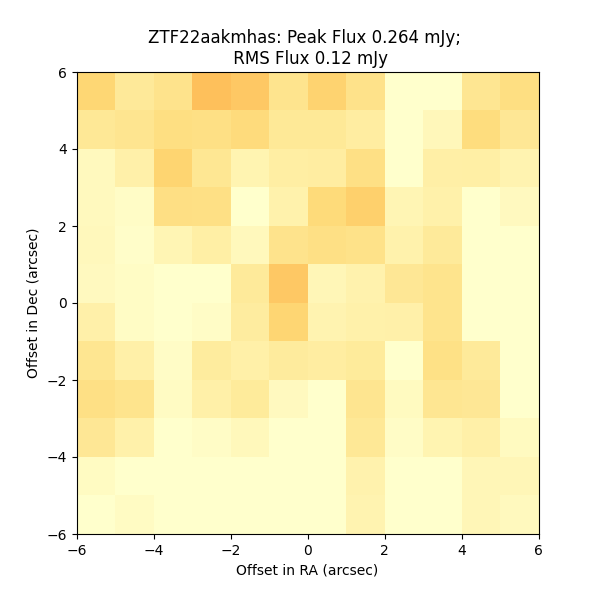 ZTF22aakmhas: Peak Flux 0.264 mJy;
RMS Flux 0.12 mJy
6
4
2
0
−2
−4
−6
Offset in Dec (arcsec)
−6 −4 −2 0 2 4 6
Offset in RA (arcsec)